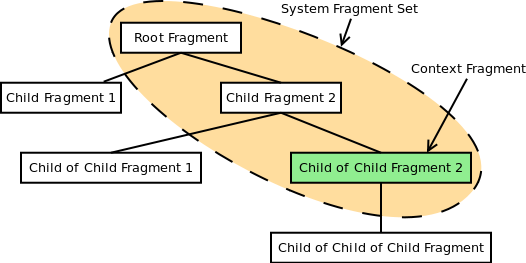 System Fragment Set
Root Fragment
Context Fragment
Child Fragment 1
Child Fragment 2
Child of Child Fragment 1
Child of Child Fragment 2
Child of Child of Child Fragment